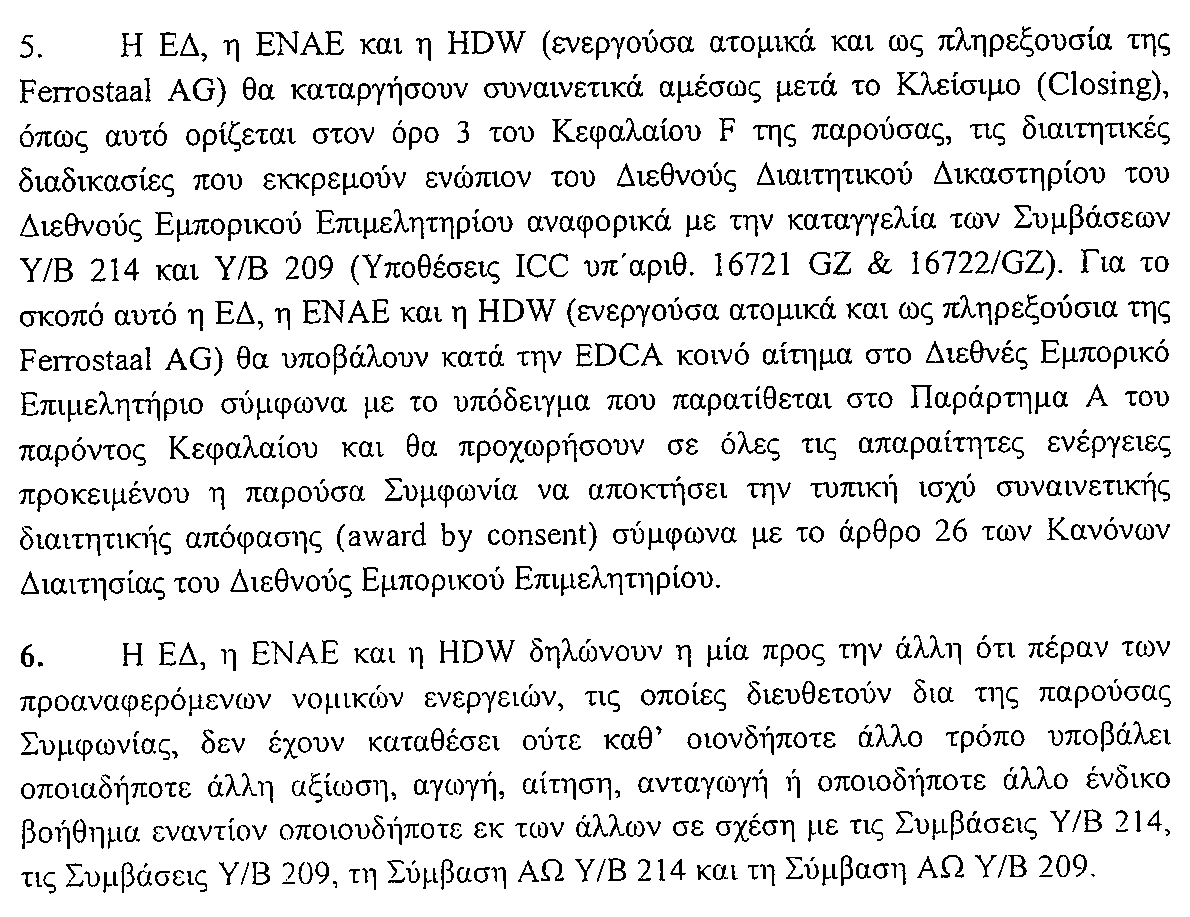 5. Η ΕΔ, η ΕΝΑΕ και η HDW (ενεργούσα ατομικά και ως πληρεξουσία της
Ferrostaal AG) θα καταργήσουν συναινετικά αμέσως μετά το Κλείσιμο (Closing),
όπως αυτό ορίζεται στον όρο 3 του Κεφαλαίου F της παρούσας, τις διαιτητικές
διαδικασίες που εκκρεμούν ενώπιον του Διεθνούς Διαιτητικού Δικαστηρίου του
Διεθνούς Εμπορικού Επιμελητηρίου αναφορικά με την καταγγελία των Συμβάσεων
Υ/Β 214 και Υ/Β 209 (Υποθέσεις ICC υπ΄αριθ. 16721 GZ & 16722/GZ). Για το
σκοπό αυτό η ΕΔ, η ΕΝΑΕ και η HDW (ενεργούσα ατομικά και ως πληρεξούσια της
Ferrostaal AG) θα υποβάλουν κατά την EDCA κοινό αίτημα στο Διεθνές Εμπορικό
Επιμελητήριο σύμφωνα με το υπόδειγμα που παρατίθεται στο Παράρτημα Α του
παρόντος Κεφαλαίου και θα προχωρήσουν σε όλες τις απαραίτητες ενέργειες
προκειμένου η παρούσα Συμφωνία να αποκτήσει την τυπική ισχύ συναινετικής
διαιτητικής απόφασης (award by consent) σύμφωνα με το άρθρο 26 των Κανόνων
Διαιτησίας του Διεθνούς Εμπορικού Επιμελητηρίου.
6. Η ΕΔ, η ΕΝΑΕ και η HDW δηλώνουν η μία προς την άλλη ότι πέραν των
προαναφερόμενων νομικών ενεργειών, τις οποίες διευθετούν δια της παρούσας
Συμφωνίας, δεν έχουν καταθέσει ούτε καθ’ οιονδήποτε άλλο τρόπο υποβάλει
οποιαδήποτε άλλη αξίωση, αγωγή, αίτηση, ανταγωγή ή οποιοδήποτε άλλο ένδικο
βοήθημα εναντίον οποιουδήποτε εκ των άλλων σε σχέση με τις Συμβάσεις Υ/Β 214,
τις Συμβάσεις Υ/Β 209, τη Σύμβαση ΑΩ Υ/Β 214 και τη Σύμβαση ΑΩ Υ/Β 209.